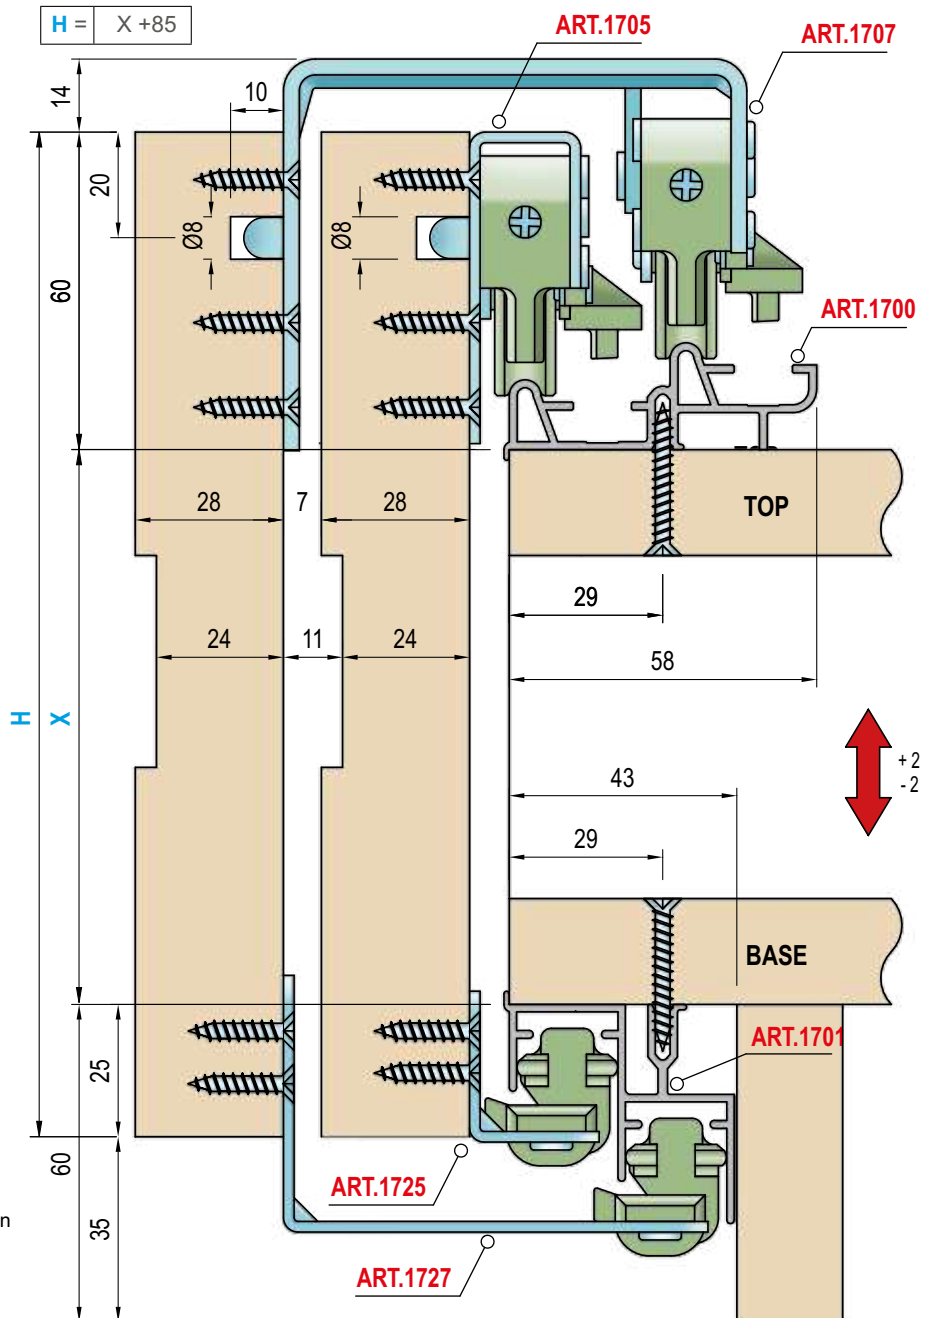 H = X +85
ART.1705
ART.1707
14
10
20
Ø8
Ø8
60
ART.1700
28
7
28
TOP
29
24
11
24
58
H
X
+ 2
- 2
43
29
BASE
ART.1701
25
60
ART.1725
n
35
ART.1727